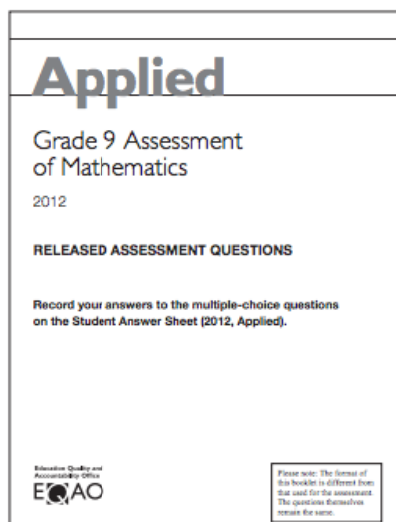 Applied
Grade 9 Assessment
of Mathematics
2012
RELEASED ASSESSMENT QUESTIONS
Record your answers to the multiple-choice questions
on the Student Answer Sheet (2012, Applied).
Education Quality and
Accountability Office
EQAO
Please note: The format of
this booklet is different from
that used for the assessment.
The questions themselves
remain the same.